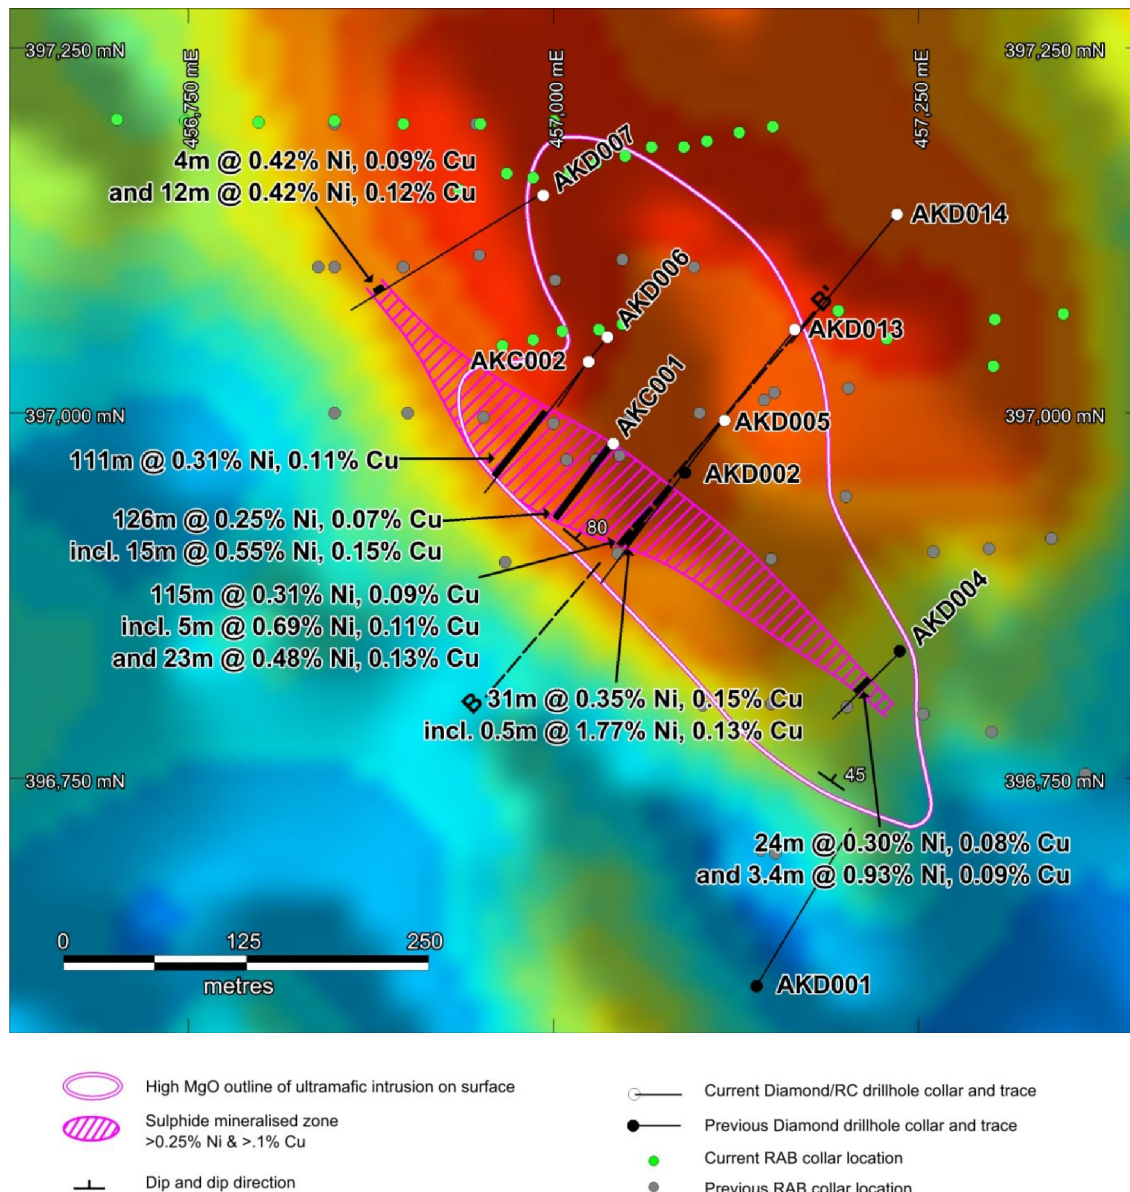 397,250 mN
456,750 mE
457,000 mE
457,250 mE
397,250 mN
4m @ 0.42% Ni, 0.09% Cu
and 12m @ 0.42% Ni, 0.12% Cu
AKD007
AKD014
AKD006
B'
AKD013
AKC002
AKC001
397,000 mN
397,000 mN
AKD005
111m @ 0.31% Ni, 0.11% Cu
AKD002
126m @ 0.25% Ni, 0.07% Cu
incl. 15m @ 0.55% Ni, 0.15% Cu
80
115m @ 0.31% Ni, 0.09% Cu
incl. 5m @ 0.69% Ni, 0.11% Cu
and 23m @ 0.48% Ni, 0.13% Cu
AKD004
B
31m @ 0.35% Ni, 0.15% Cu
incl. 0.5m @ 1.77% Ni, 0.13% Cu
396,750 mN
45
396,750 mN
24m @ 0.30% Ni, 0.08% Cu
and 3.4m @ 0.93% Ni, 0.09% Cu
0 125 250
metres
AKD001
High MgO outline of ultramafic intrusion on surface
Sulphide mineralised zone
>0.25% Ni & >.1% Cu
Dip and dip direction
Current Diamond/RC drillhole collar and trace
Previous Diamond drillhole collar and trace
Current RAB collar location
Previous RAB collar location